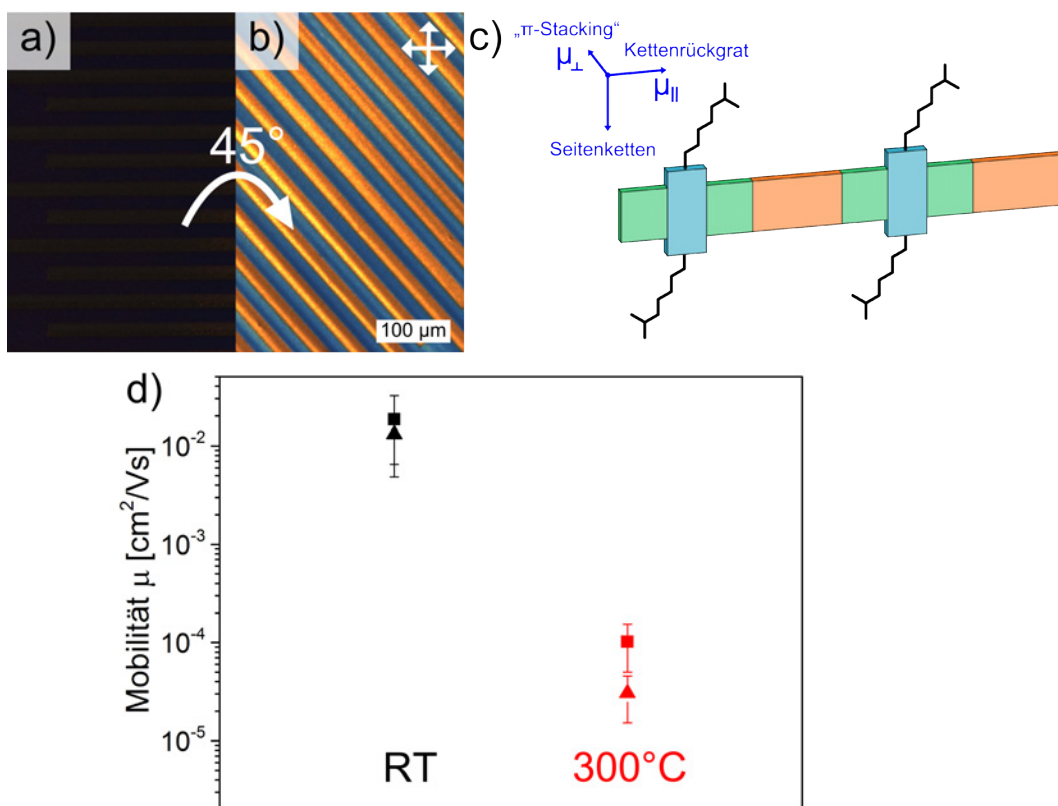 a)
b)
45°
100 µm
c)
„π-Stacking“
Kettenrückgrat
μ⊥
μ||
Seitenketten
d)
Mobilität μ [cm²/Vs]
10⁻²
10⁻³
10⁻⁴
10⁻⁵
RT
300°C